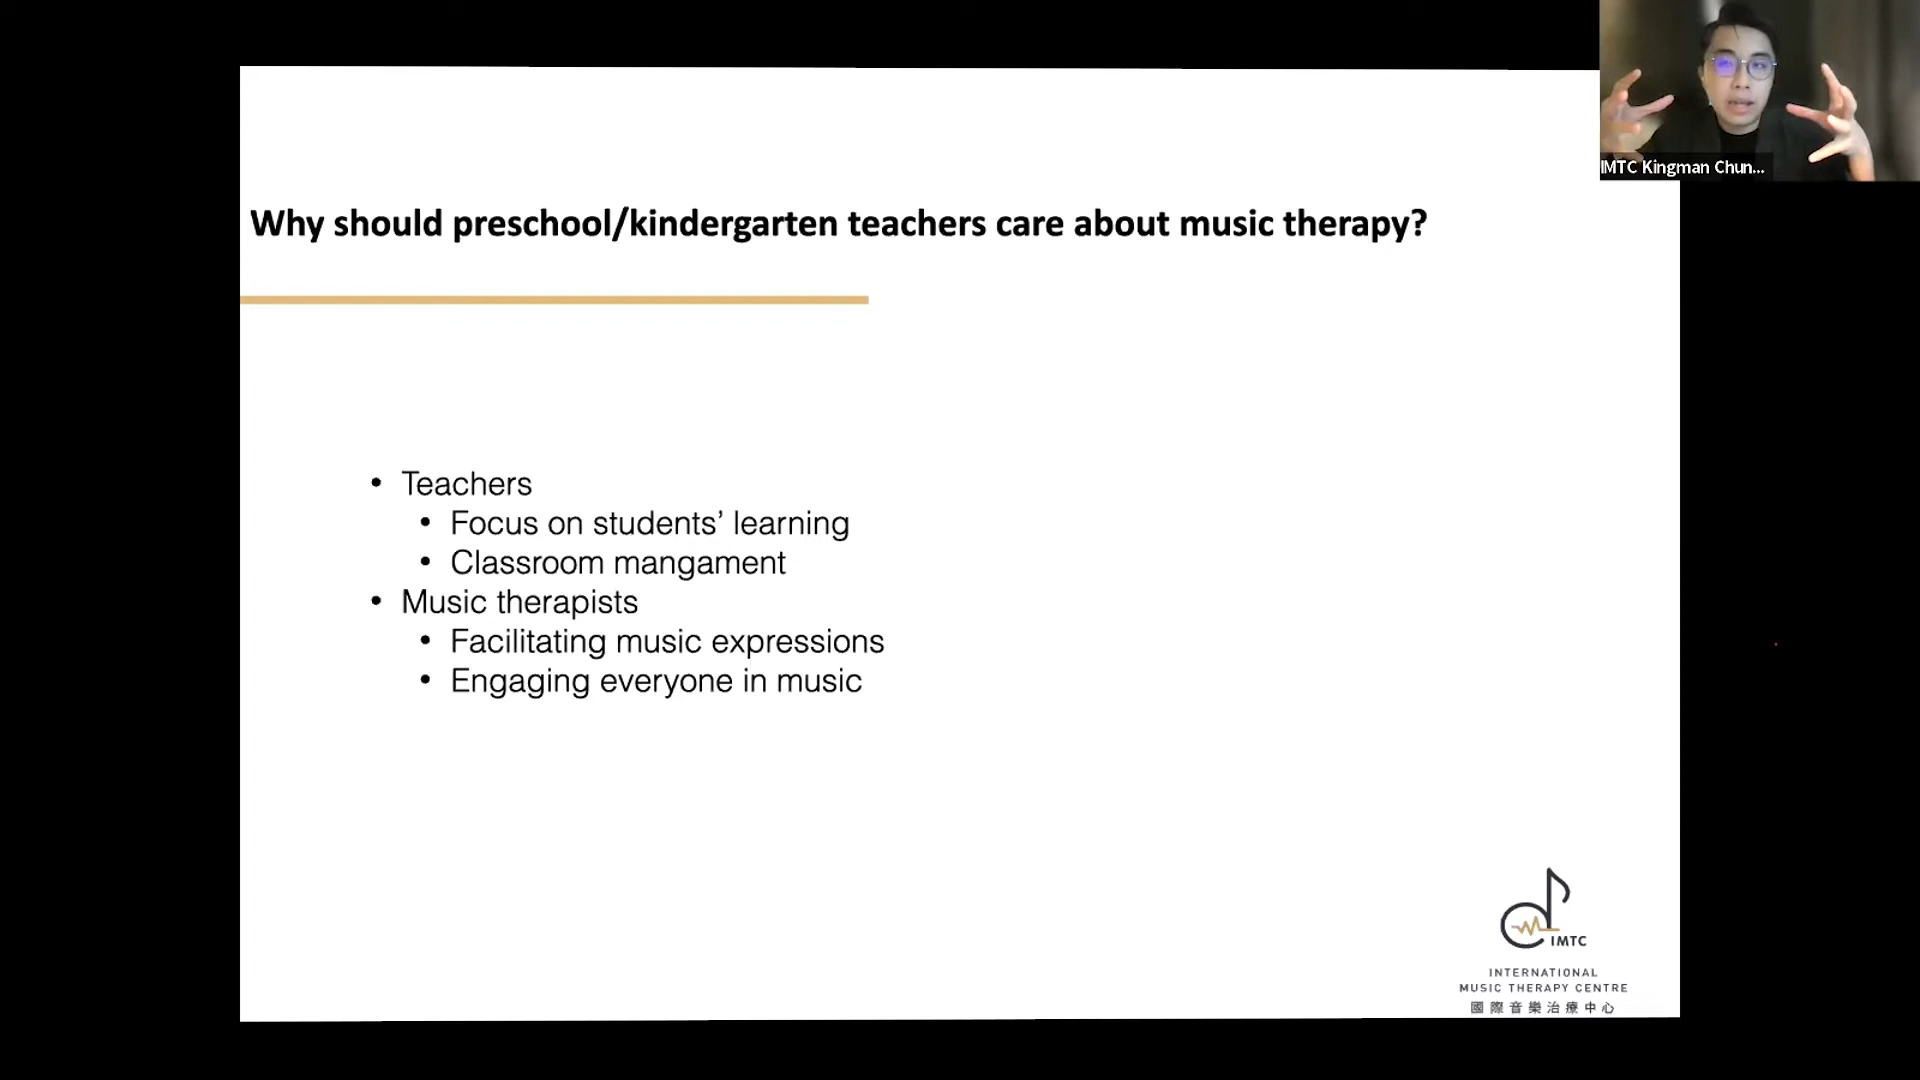 IMTC Kingman Chun...
Why should preschool/kindergarten teachers care about music therapy?
• Teachers
• Focus on students’ learning
• Classroom mangament
• Music therapists
• Facilitating music expressions
• Engaging everyone in music
IMTC
INTERNATIONAL
MUSIC THERAPY CENTRE
國際音樂治療中心